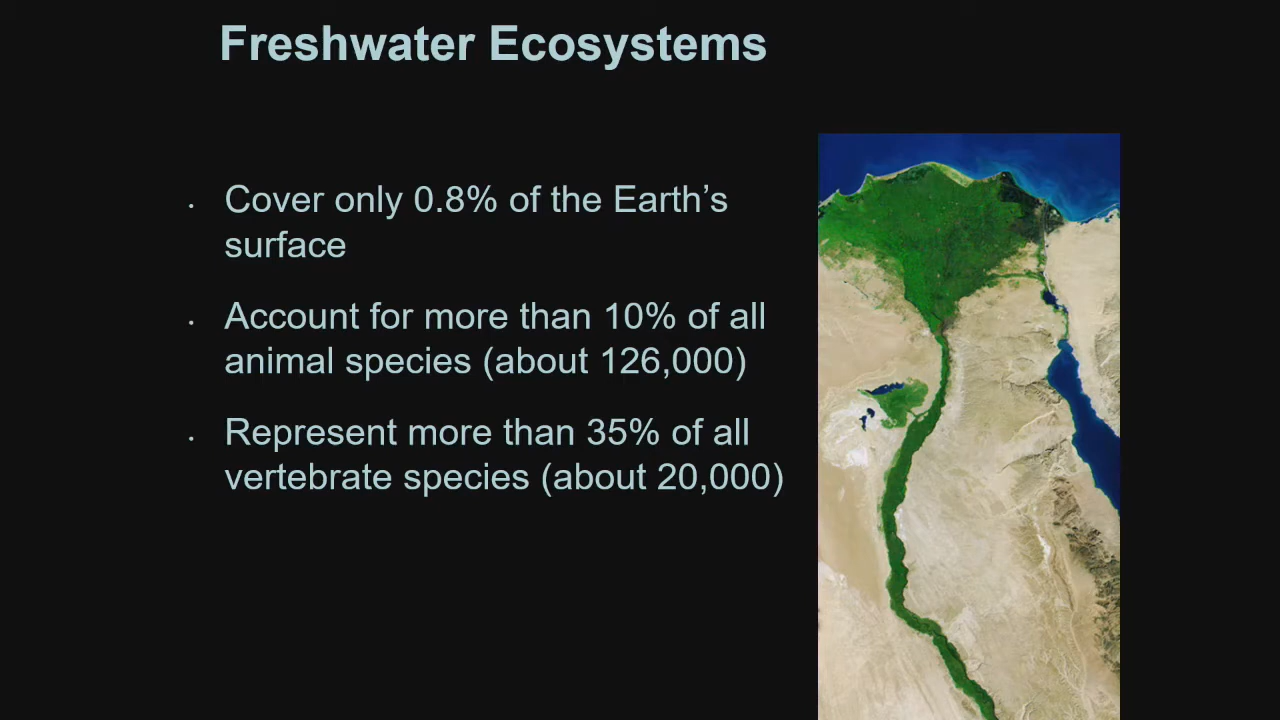 Freshwater Ecosystems
• Cover only 0.8% of the Earth’s
surface
• Account for more than 10% of all
animal species (about 126,000)
• Represent more than 35% of all
vertebrate species (about 20,000)